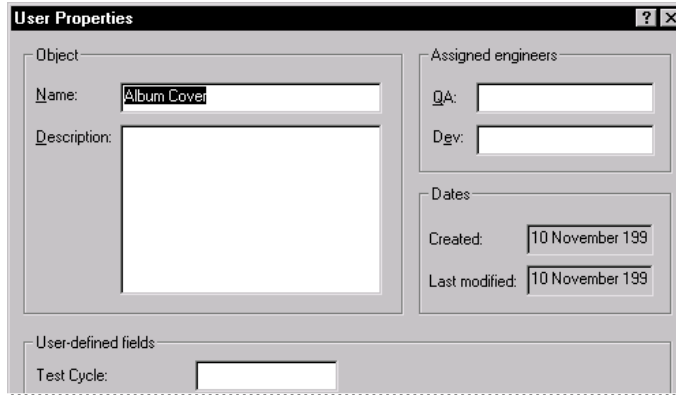 User Properties
Object
Name: Album Cover
Description:
Assigned engineers
QA:
Dev:
Dates
Created: 10 November 199
Last modified: 10 November 199
User-defined fields
Test Cycle: